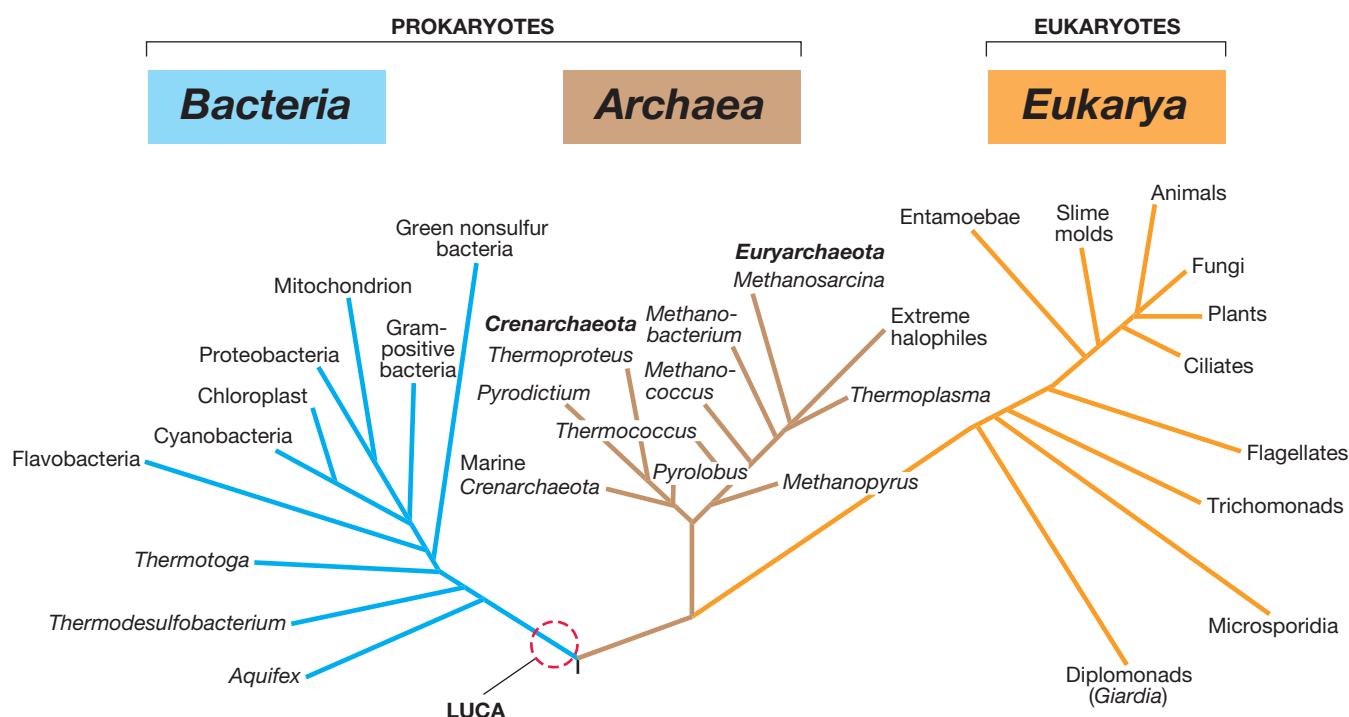 PROKARYOTES
EUKARYOTES
Bacteria
Archaea
Eukarya
Green nonsulfur
bacteria
Mitochondrion
Gram-
positive
bacteria
Proteobacteria
Chloroplast
Cyanobacteria
Flavobacteria
Thermotoga
Thermodesulfobacterium
Aquifex
LUCA
Crenarchaeota
Thermoproteus
Pyrodictium
Thermococcus
Marine
Crenarchaeota
Pyrolobus
Methano-
bacterium
Methano-
coccus
Euryarchaeota
Methanosarcina
Extreme
halophiles
Thermoplasma
Methanopyrus
Entamoebae
Slime
molds
Animals
Fungi
Plants
Ciliates
Flagellates
Trichomonads
Microsporidia
Diplomonads
(Giardia)